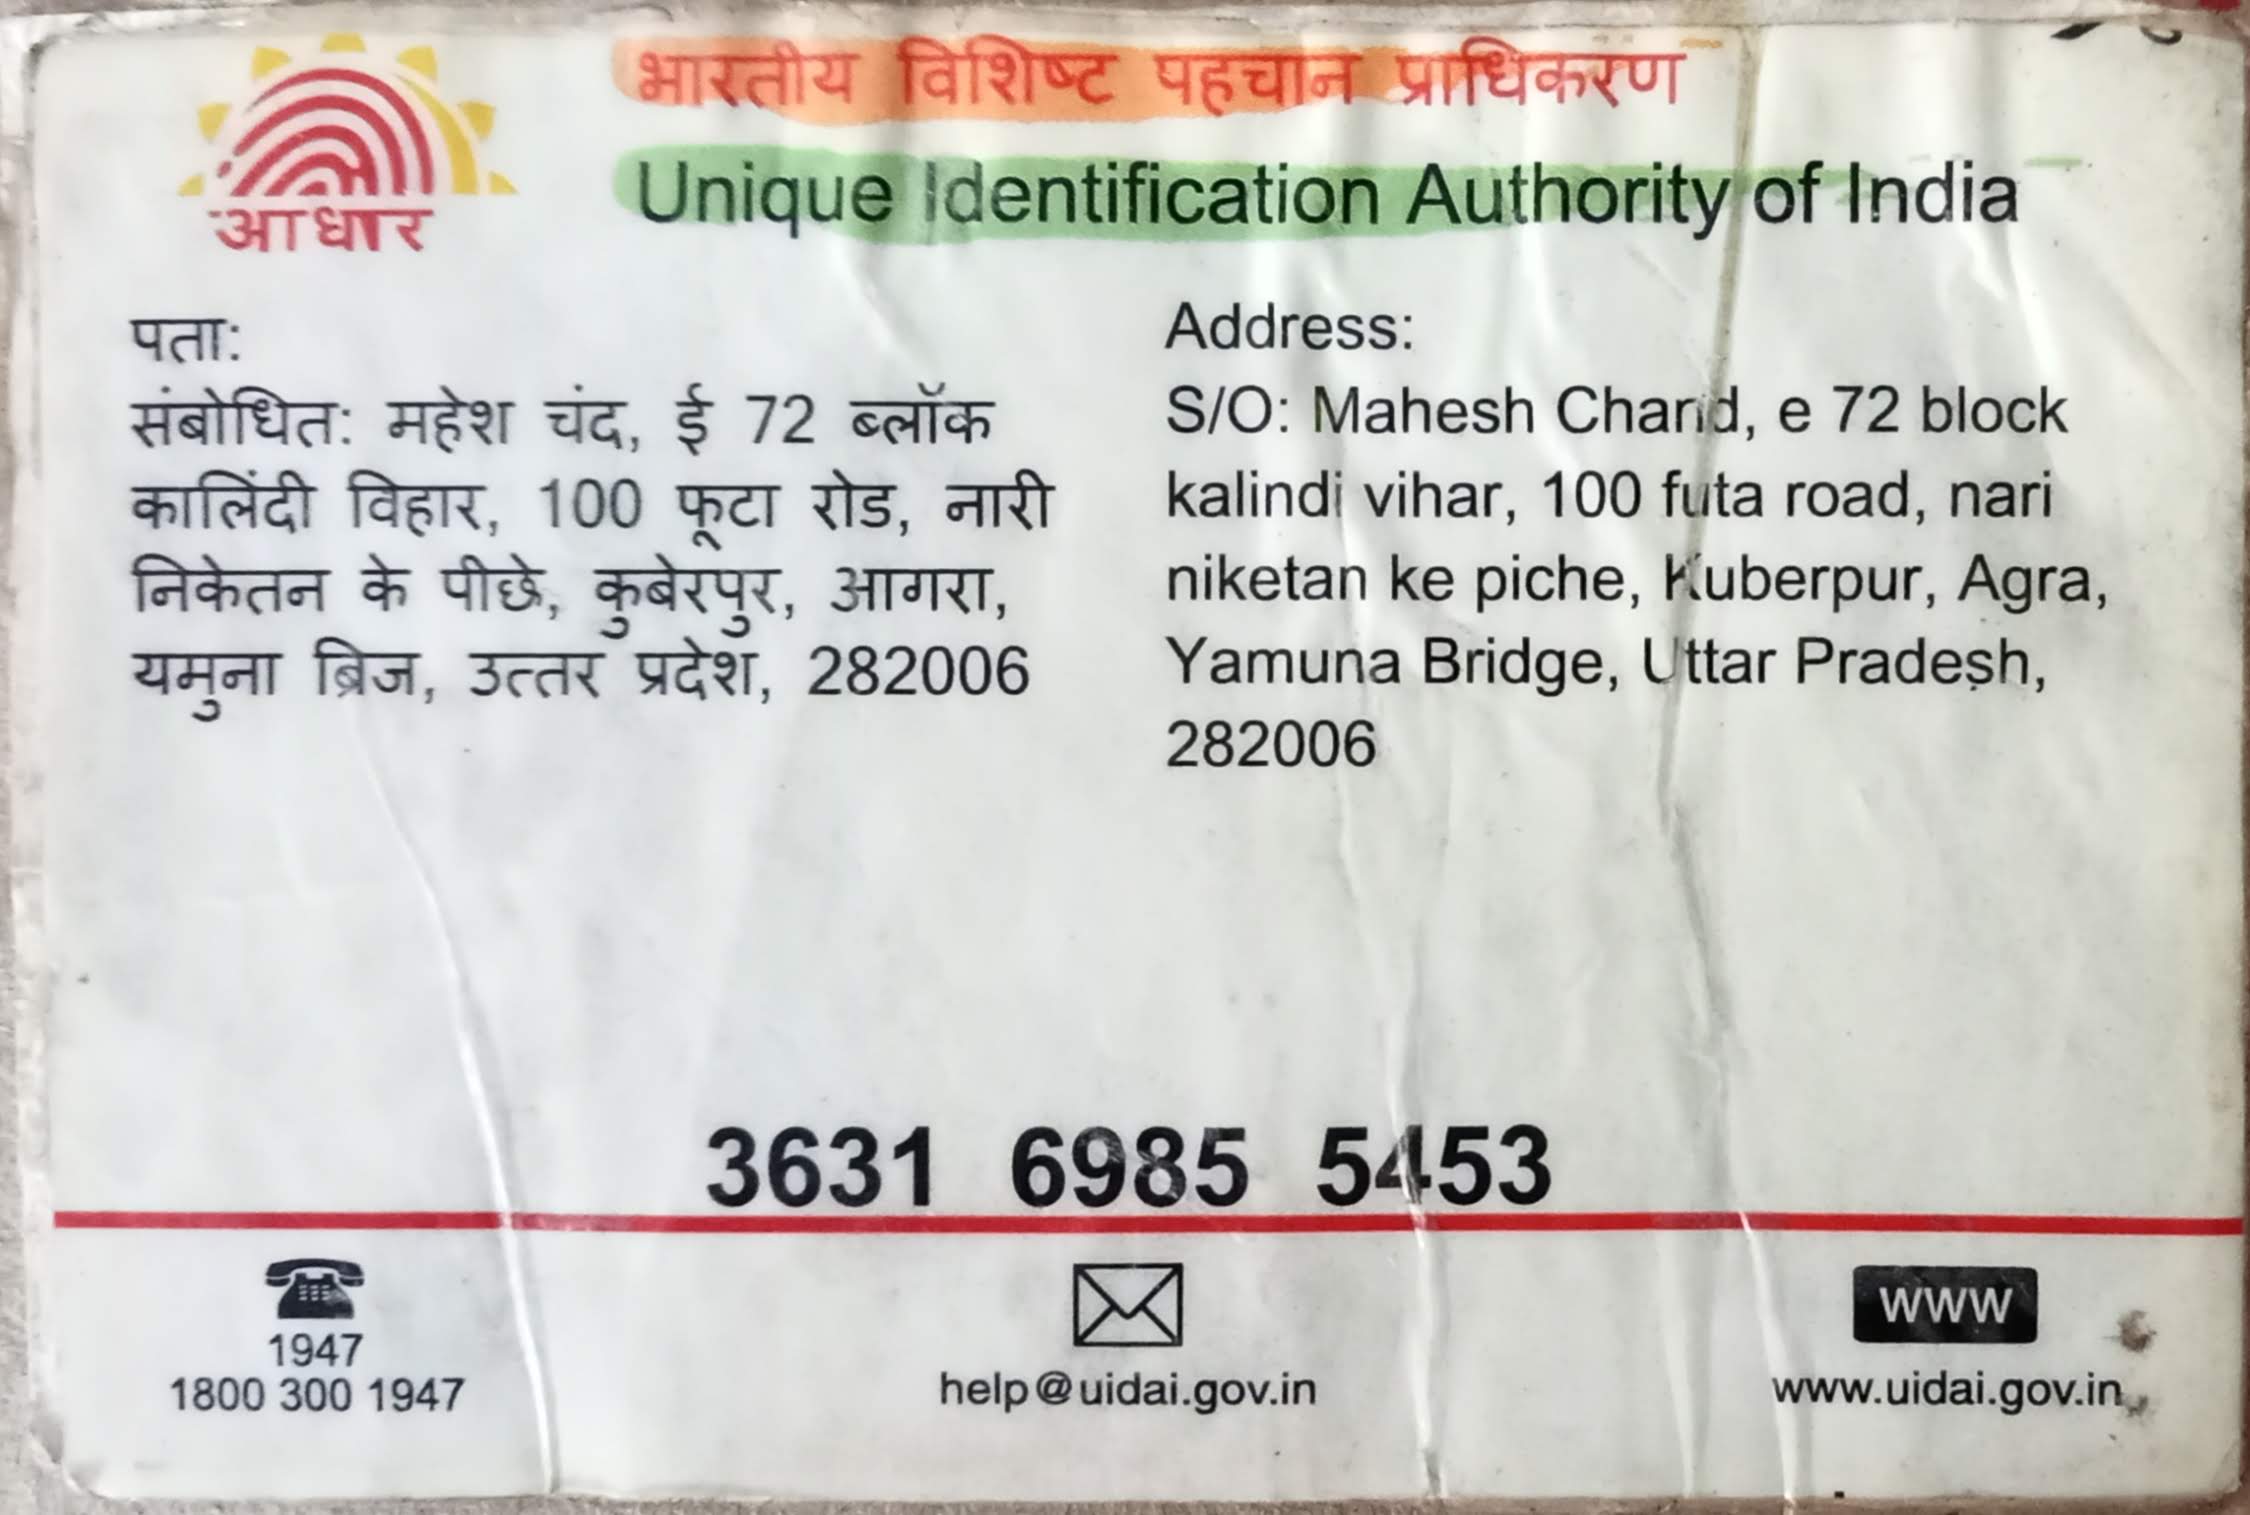 भारतीय विशिष्ट पहचान प्राधिकरण
Unique Identification Authority of India
आधार
पता:
संबोधित: महेश चंद, ई 72 ब्लॉक
कालिंदी विहार, 100 फूटा रोड, नारी
निकेतन के पीछे, कुबेरपुर, आगरा,
यमुना ब्रिज, उत्तर प्रदेश, 282006
Address:
S/O: Mahesh Chand, e 72 block
kalindi vihar, 100 futa road, nari
niketan ke piche, Kuberpur, Agra,
Yamuna Bridge, Uttar Pradesh,
282006
3631 6985 5453
1947
1800 300 1947
help@uidai.gov.in
www
www.uidai.gov.in